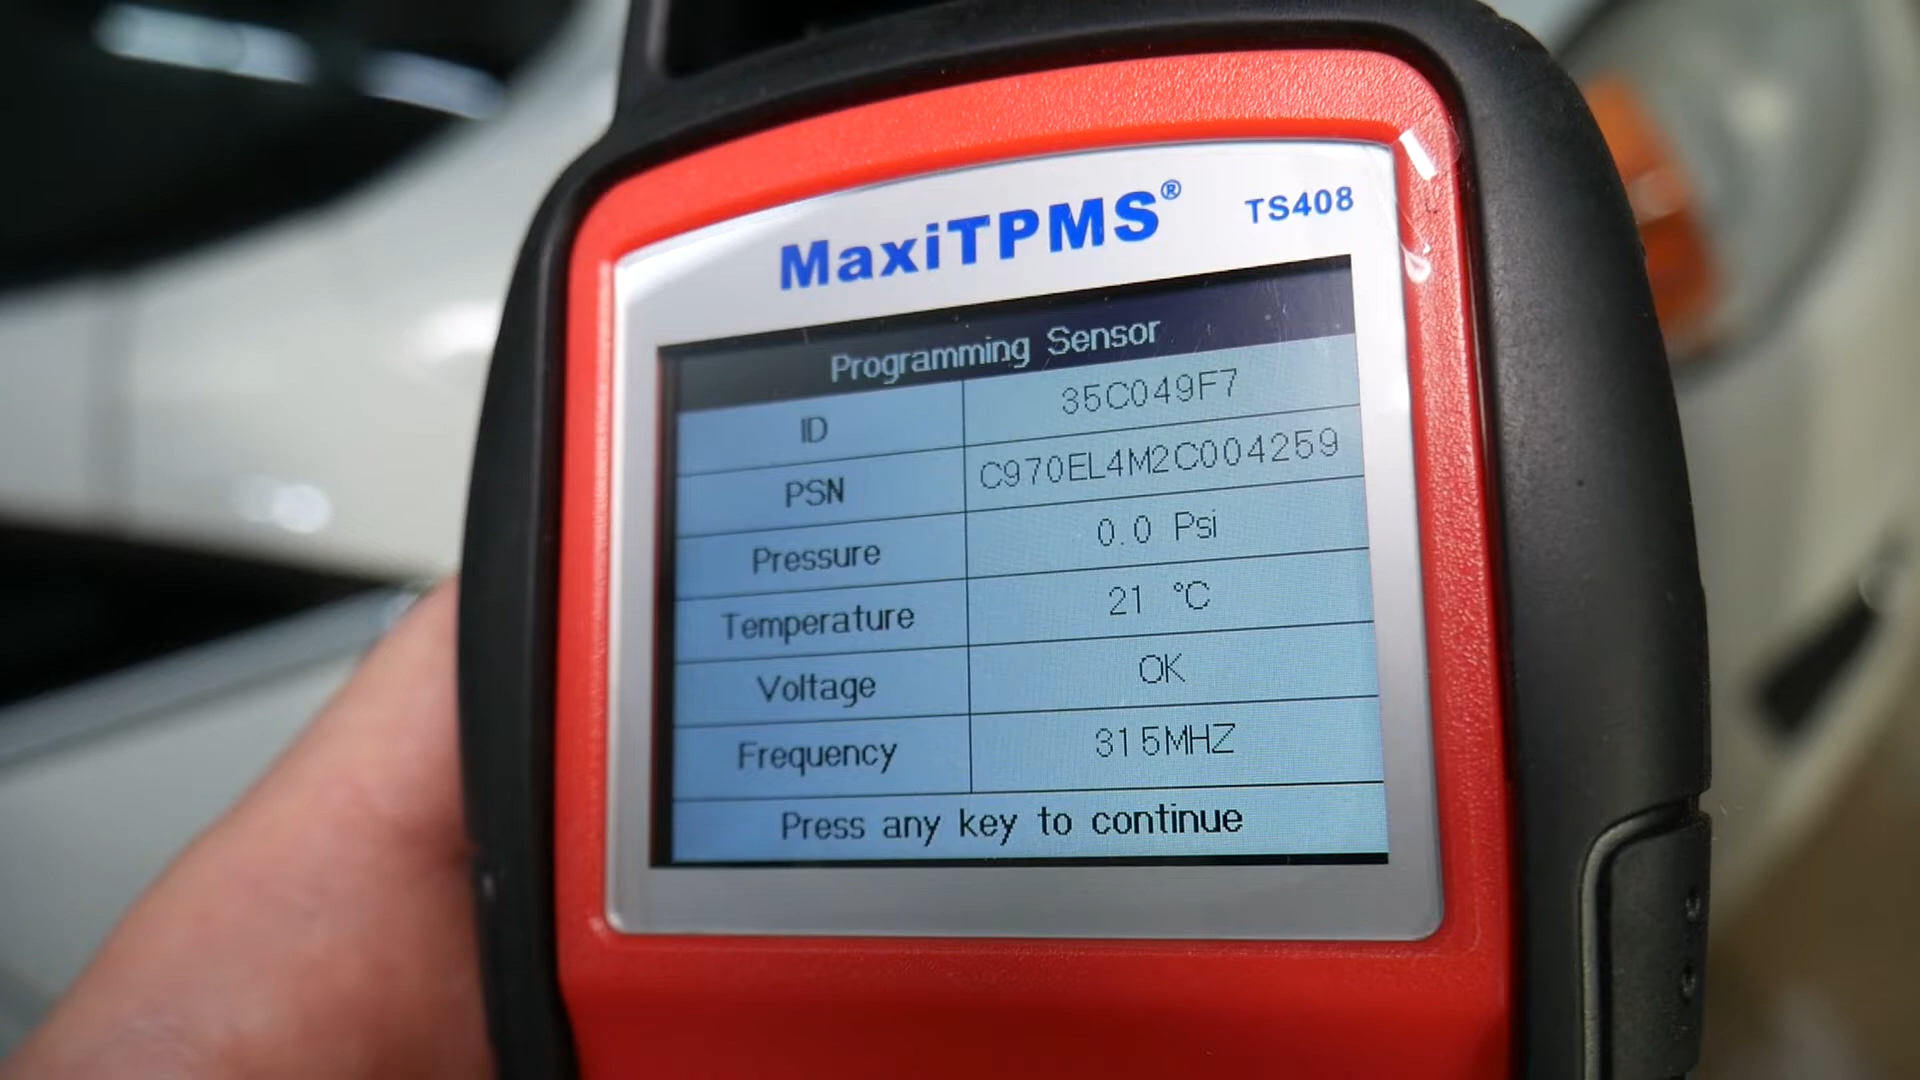 MaxiTPMS® TS408
Programming Sensor
ID 35C049F7
PSN C970EL4M2C004259
Pressure 0.0 Psi
Temperature 21 °C
Voltage OK
Frequency 315MHZ
Press any key to continue